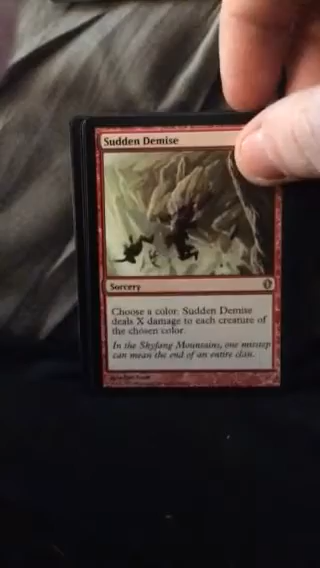 Sudden Demise
Sorcery
Choose a color. Sudden Demise
deals X damage to each creature of
the chosen color.
In the Skyfang Mountains, one misstep
can mean the end of an entire clan.